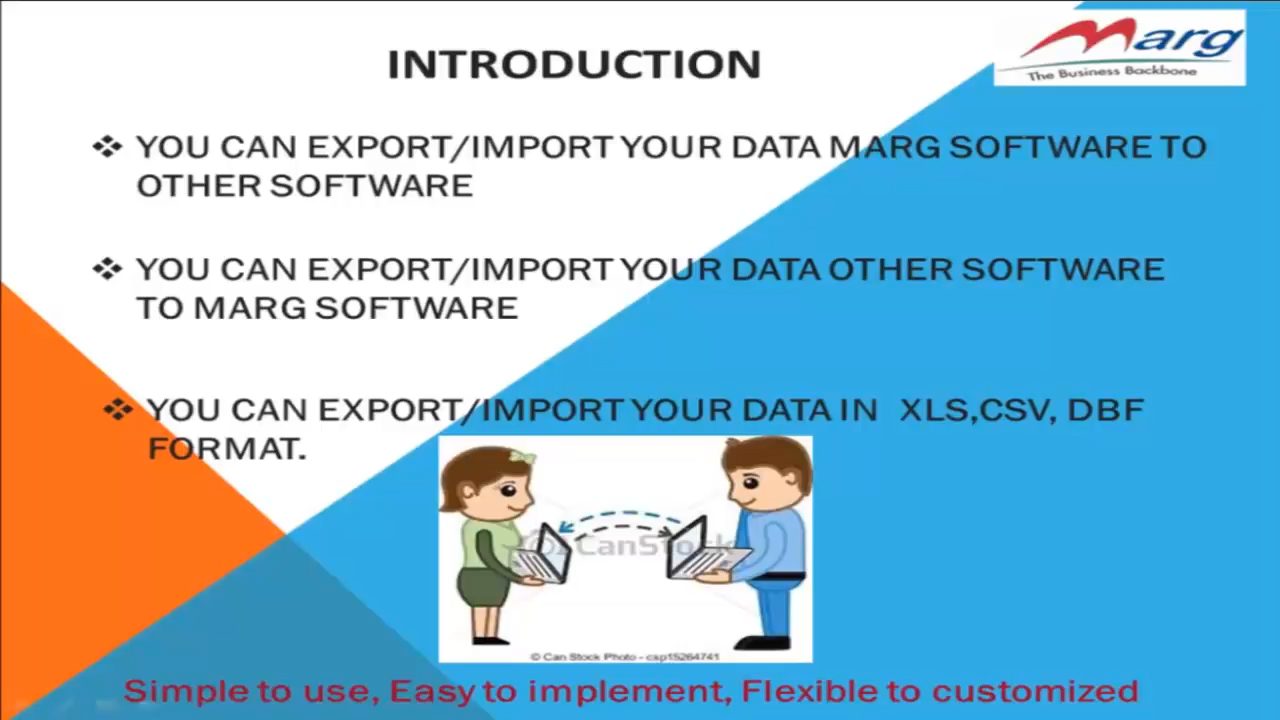 INTRODUCTION
Marg
The Business Backbone
❖ YOU CAN EXPORT/IMPORT YOUR DATA MARG SOFTWARE TO
OTHER SOFTWARE
❖ YOU CAN EXPORT/IMPORT YOUR DATA OTHER SOFTWARE
TO MARG SOFTWARE
❖ YOU CAN EXPORT/IMPORT YOUR DATA IN XLS,CSV, DBF
FORMAT.
© CanStock
© Can Stock Photo - csp15264741
Simple to use, Easy to implement, Flexible to customized